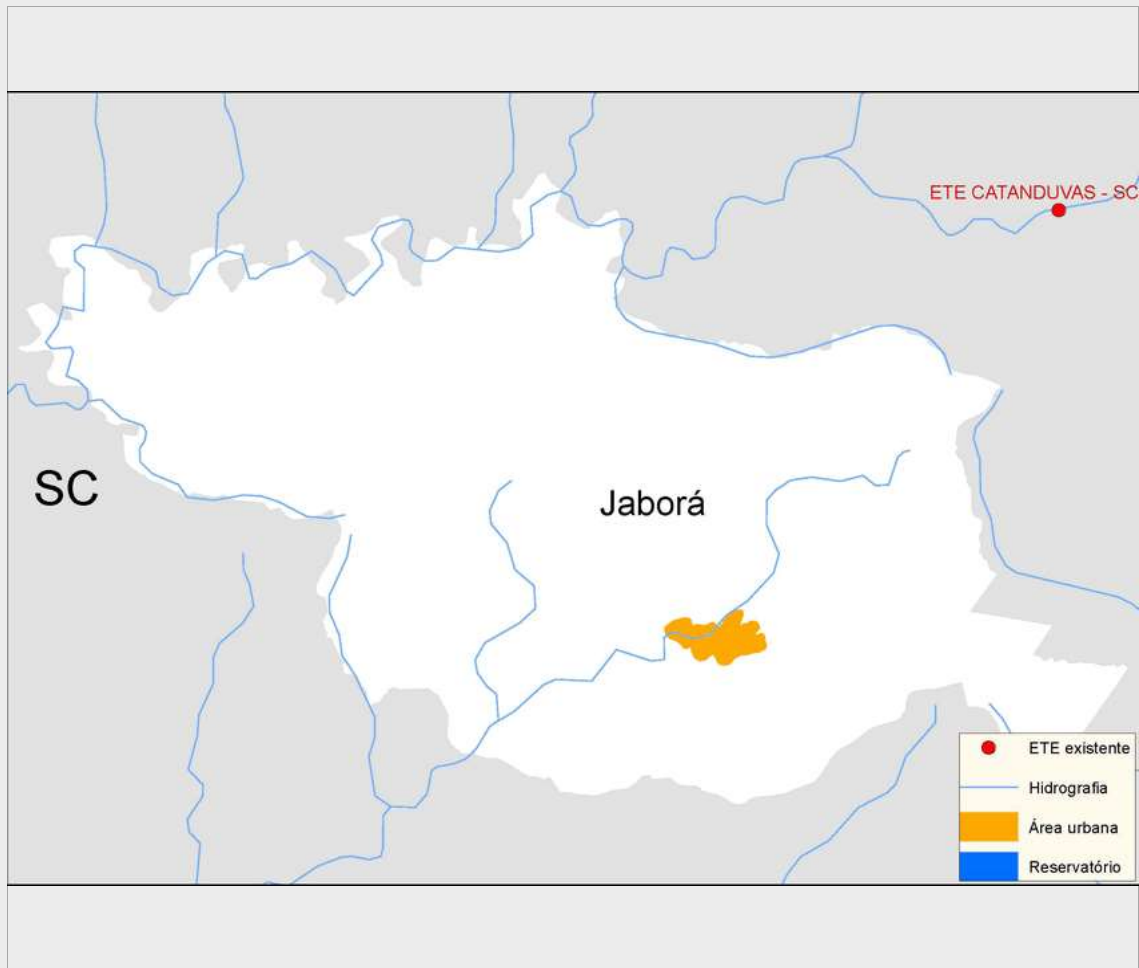 ETE CATANDUVAS - SC
SC
Jaborá
ETE existente
Hidrografia
Área urbana
Reservatório